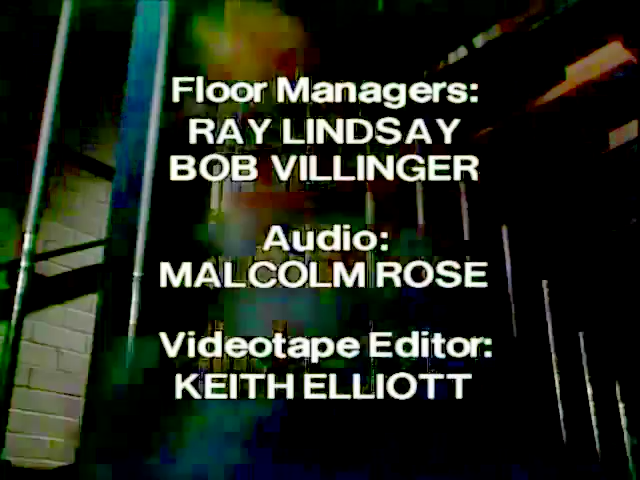 Floor Managers:
RAY LINDSAY
BOB VILLINGER
Audio:
MALCOLM ROSE
Videotape Editor:
KEITH ELLIOTT